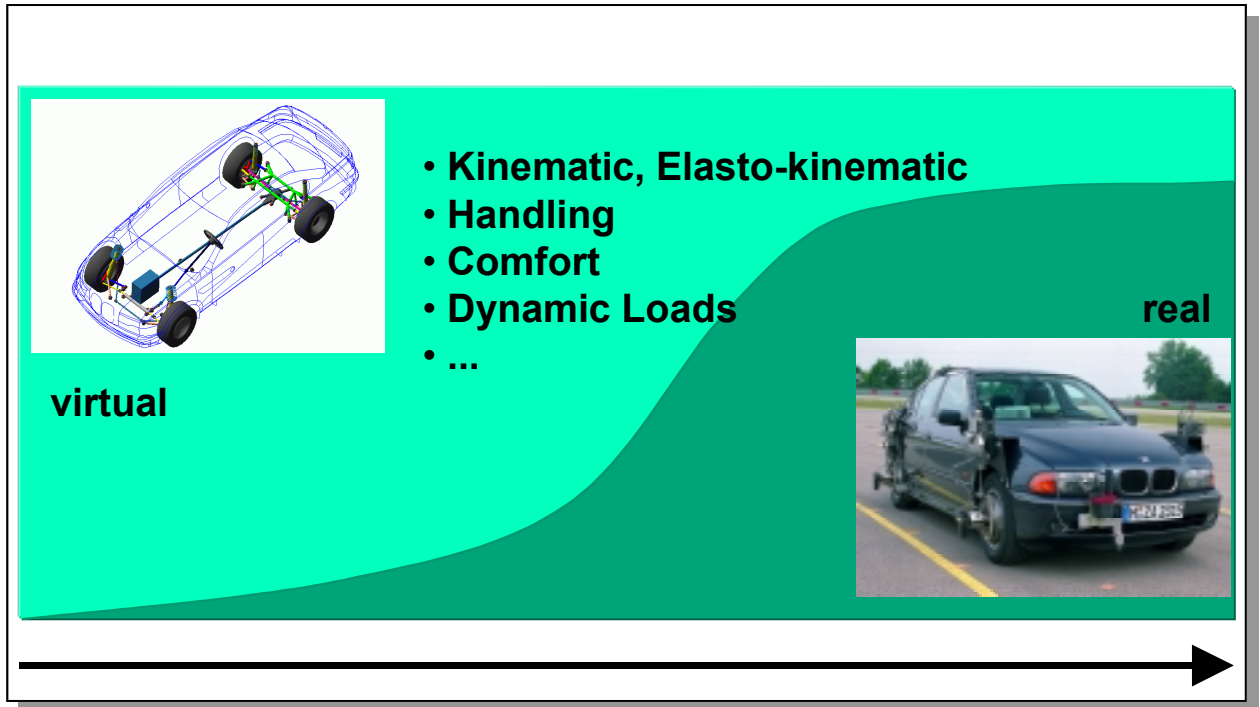 • Kinematic, Elasto-kinematic
• Handling
• Comfort
• Dynamic Loads
• ...
virtual
real